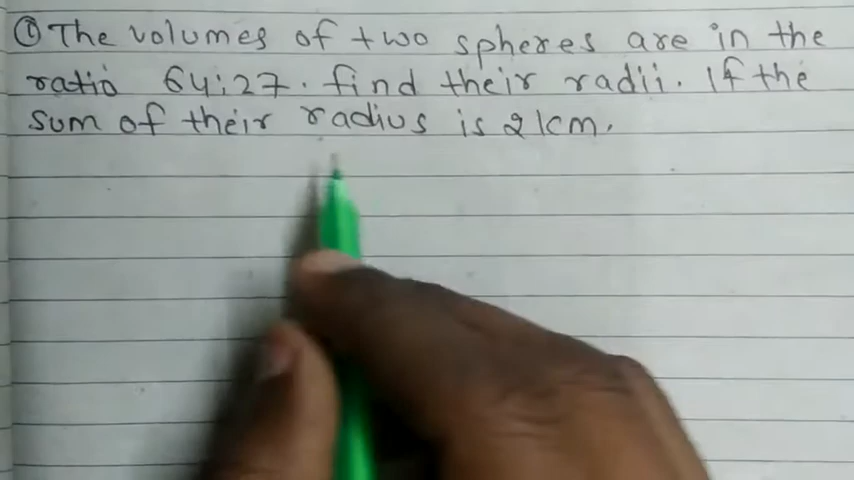 ① The volumes of two spheres are in the
ratio 64:27. find their radii. If the
sum of their radius is 21cm.